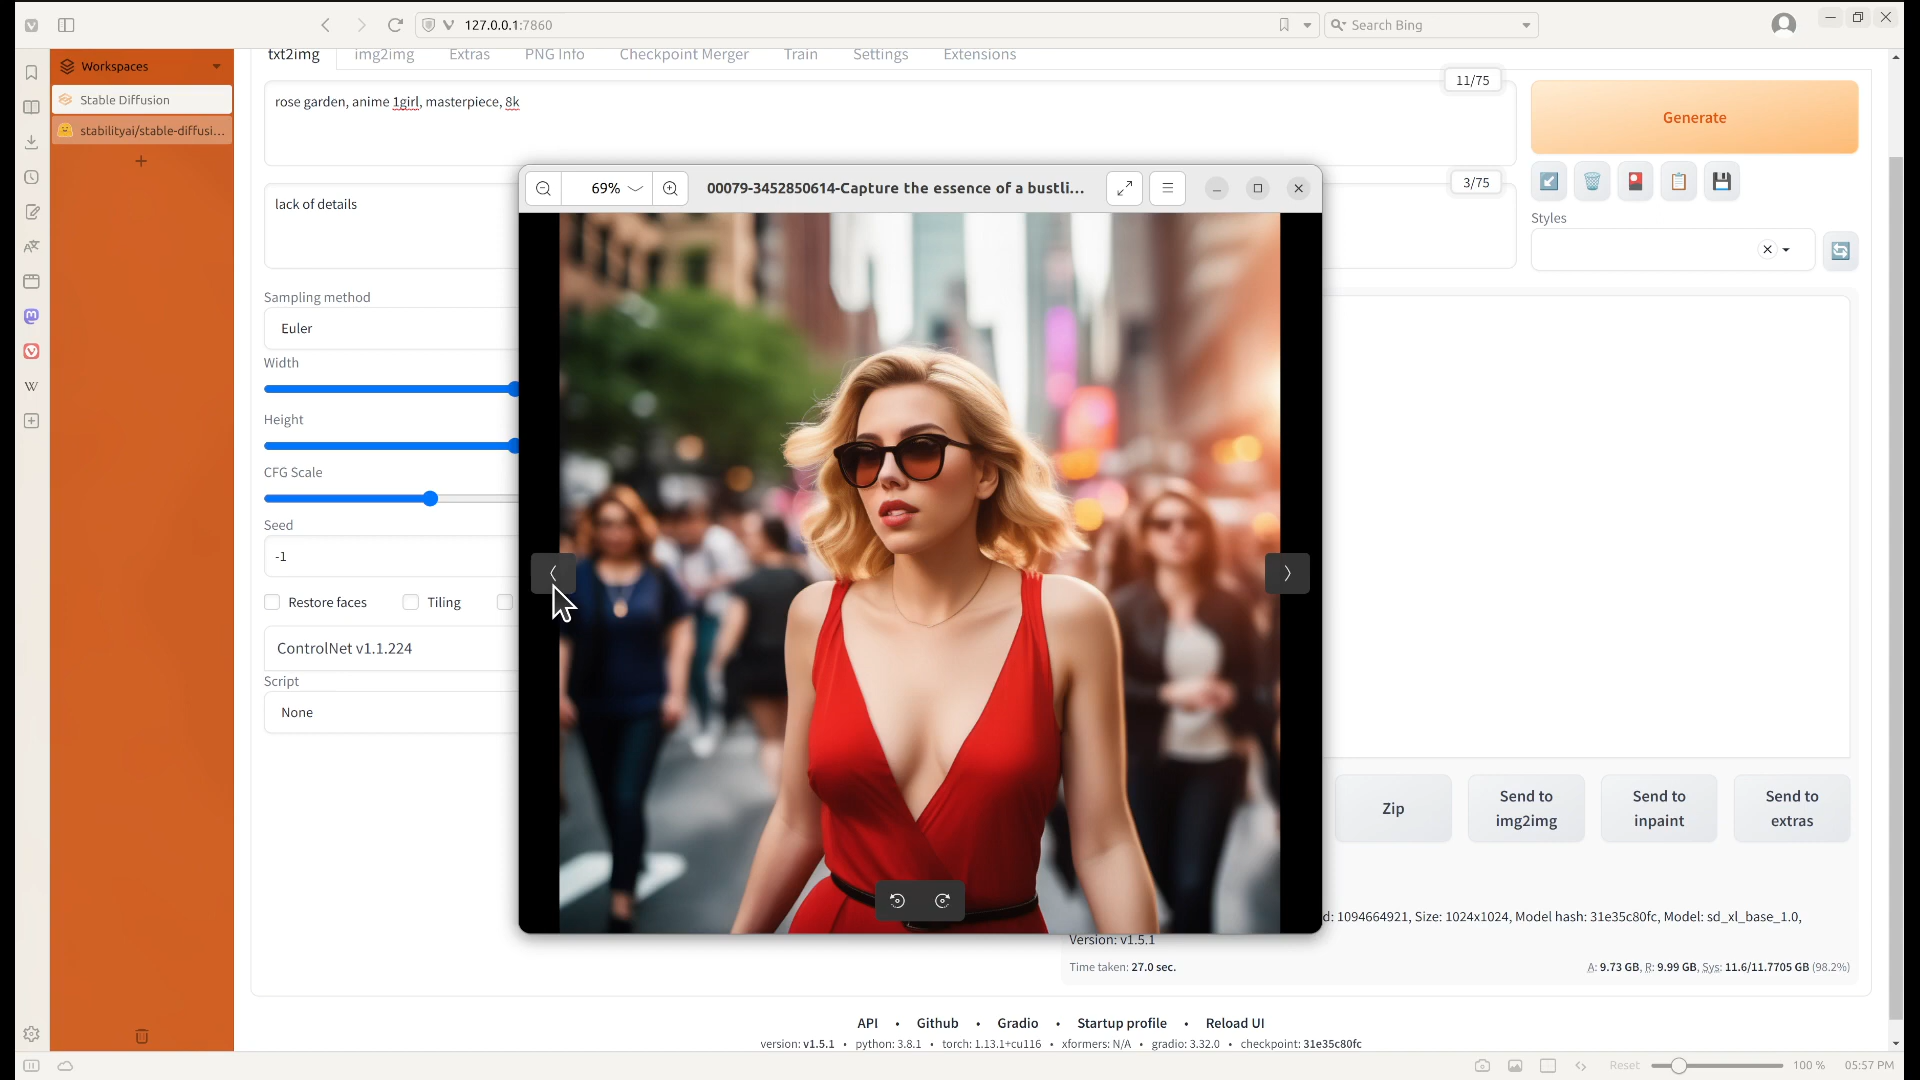 127.0.0.1:7860
Search Bing
Workspaces
Stable Diffusion
stabilityai/stable-diffusi...
txt2img
img2img
Extras
PNG Info
Checkpoint Merger
Train
Settings
Extensions
11/75
rose garden, anime 1girl, masterpiece, 8k
Generate
3/75
lack of details
69%
00079-3452850614-Capture the essence of a bustli...
Styles
Sampling method
Euler
Width
Height
CFG Scale
Seed
-1
Restore faces
Tiling
ControlNet v1.1.224
Script
None
Zip
Send to
img2img
Send to
inpaint
Send to
extras
d: 1094664921, Size: 1024x1024, Model hash: 31e35c80fc, Model: sd_xl_base_1.0,
Version: v1.5.1
Time taken: 27.0 sec.
A: 9.73 GB, R: 9.99 GB, Sys: 11.6/11.7705 GB (98.2%)
API • Github • Gradio • Startup profile • Reload UI
version: v1.5.1 • python: 3.8.1 • torch: 1.13.1+cu116 • xformers: N/A • gradio: 3.32.0 • checkpoint: 31e35c80fc
Reset
100 %
05:57 PM